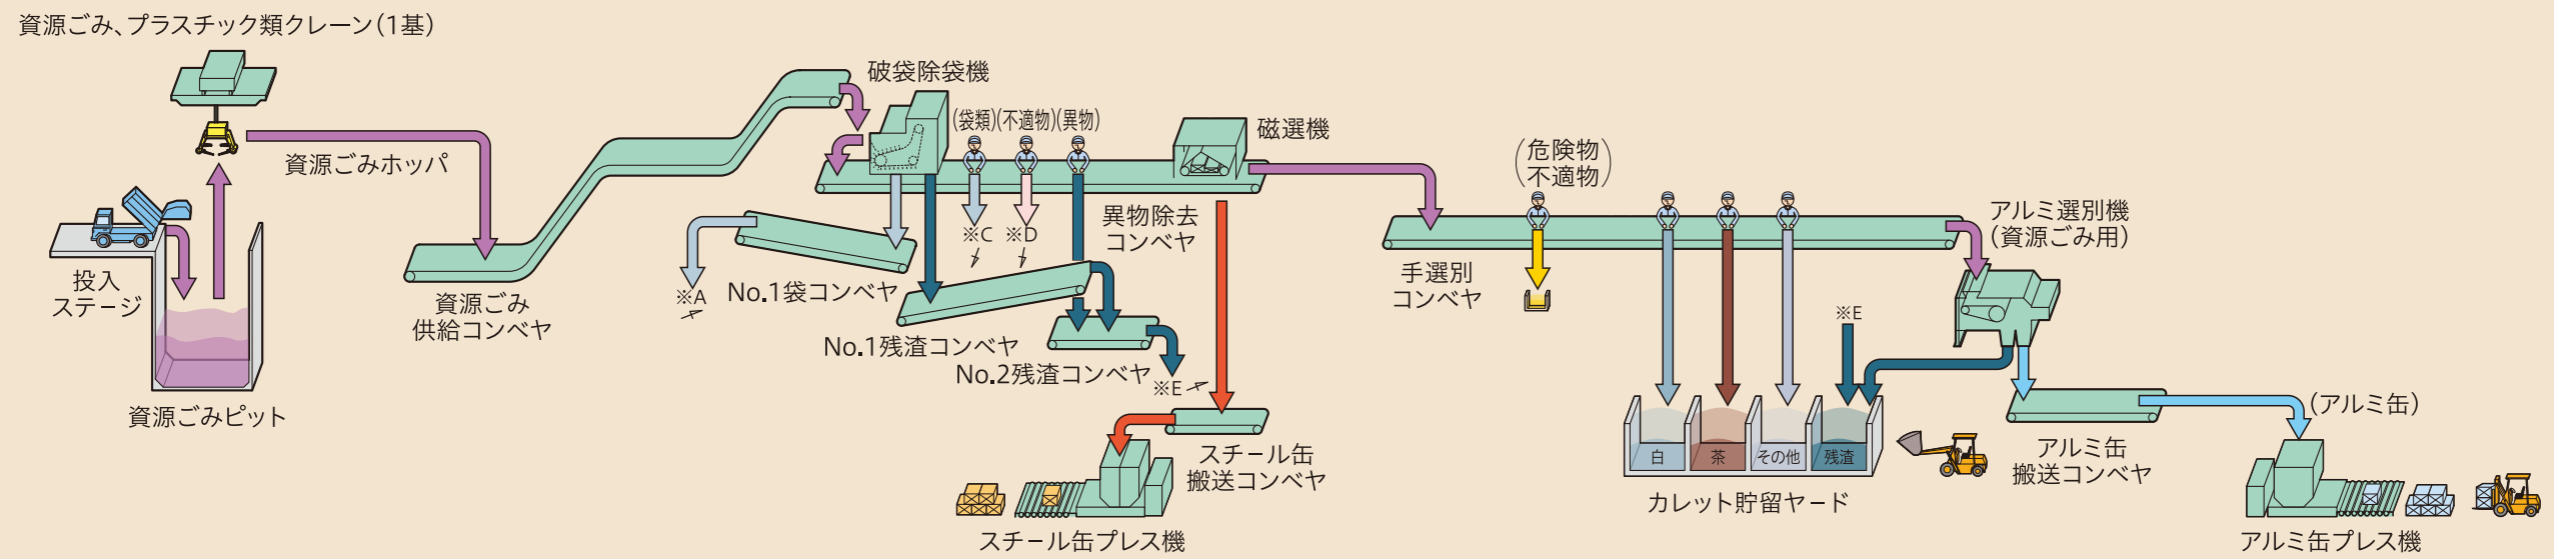 資源ごみ、プラスチック類クレーン(1基)
資源ごみホッパ
投入
ステージ
資源ごみピット
資源ごみ
供給コンベヤ
破袋除袋機
(袋類)(不適物)(異物)
磁選機
※A
No.1袋コンベヤ
※C
※D
異物除去
コンベヤ
No.1残渣コンベヤ
No.2残渣コンベヤ
※E
スチール缶
搬送コンベヤ
スチール缶プレス機
(危険物
不適物)
手選別
コンベヤ
アルミ選別機
(資源ごみ用)
※E
白
茶
その他
残渣
カレット貯留ヤード
アルミ缶
搬送コンベヤ
(アルミ缶)
アルミ缶プレス機